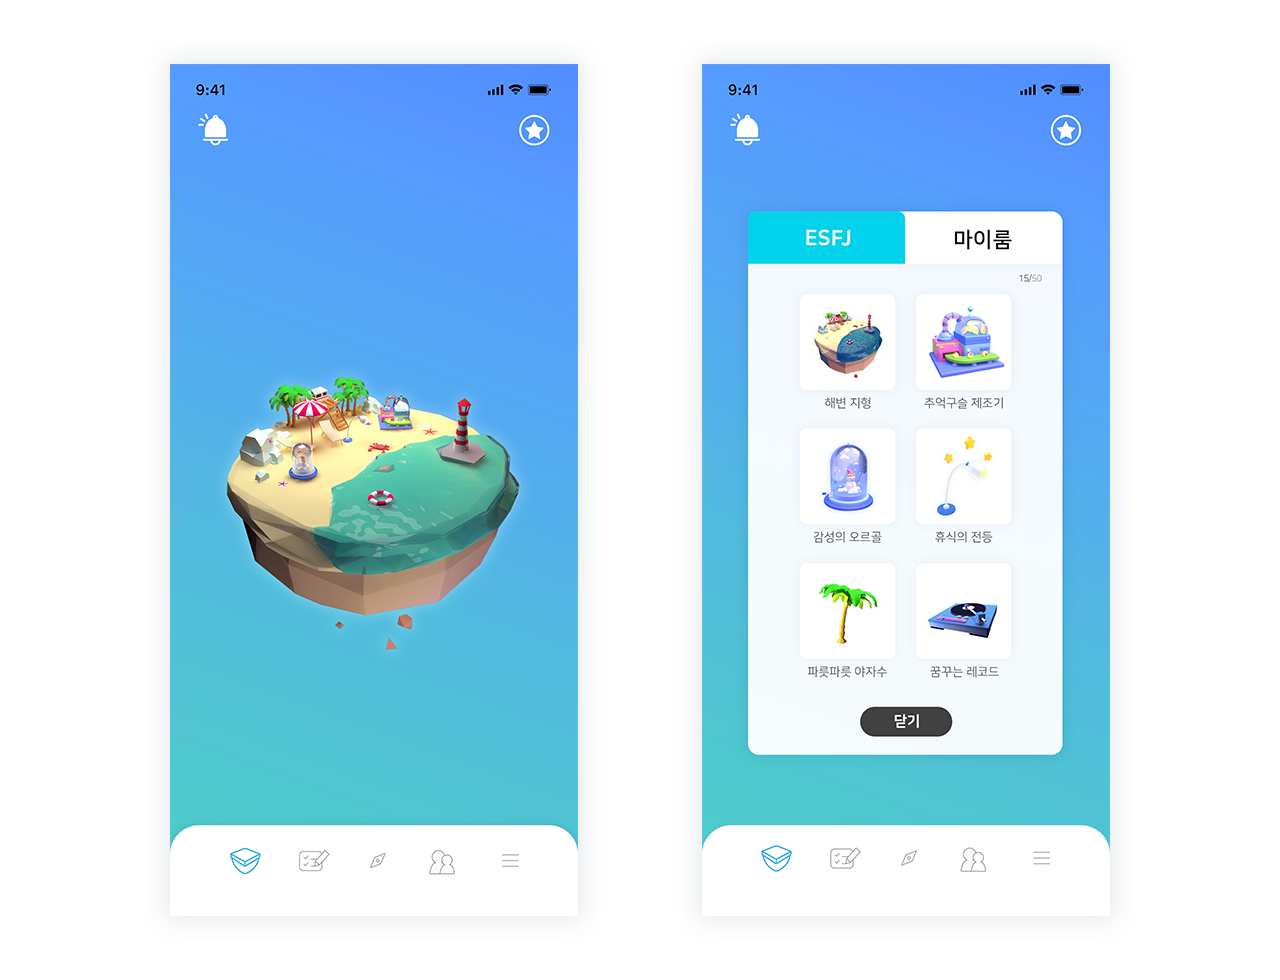 9:41
9:41
ESFJ
마이룸
15/50
해변 지형
추억구슬 제조기
감성의 오르골
휴식의 전등
파릇파릇 야자수
꿈꾸는 레코드
닫기